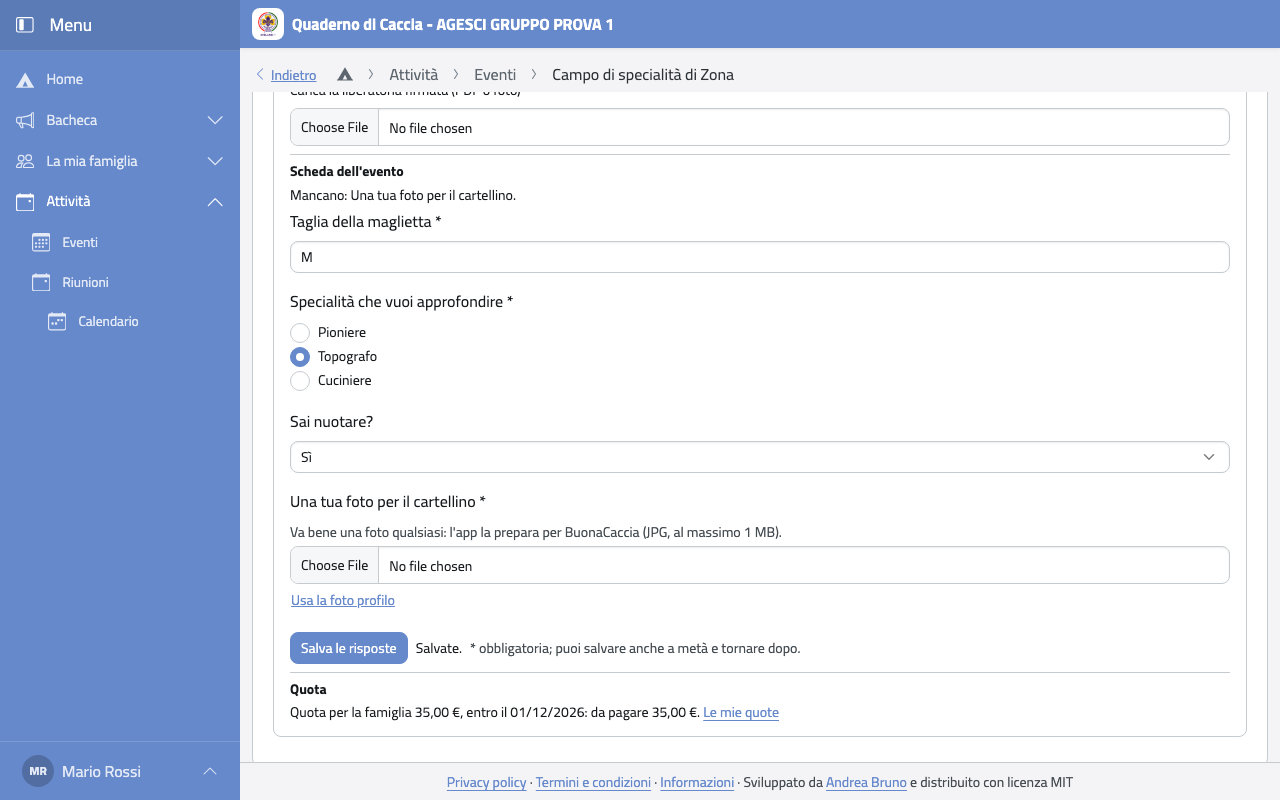 Menu
Quaderno di Caccia - AGESCI GRUPPO PROVA 1
Home
Bacheca
La mia famiglia
Attività
Eventi
Riunioni
Calendario
MR Mario Rossi
Indietro Attività Eventi Campo di specialità di Zona
Carica la liberatoria firmata (PDF o foto)
Choose File No file chosen
Scheda dell'evento
Mancano: Una tua foto per il cartellino.
Taglia della maglietta *
M
Specialità che vuoi approfondire *
Pioniere
Topografo
Cuciniere
Sai nuotare?
Sì
Una tua foto per il cartellino *
Va bene una foto qualsiasi: l'app la prepara per BuonaCaccia (JPG, al massimo 1 MB).
Choose File No file chosen
Usa la foto profilo
Salva le risposte Salvate. * obbligatoria; puoi salvare anche a metà e tornare dopo.
Quota
Quota per la famiglia 35,00 €, entro il 01/12/2026: da pagare 35,00 €. Le mie quote
Privacy policy · Termini e condizioni · Informazioni · Sviluppato da Andrea Bruno e distribuito con licenza MIT